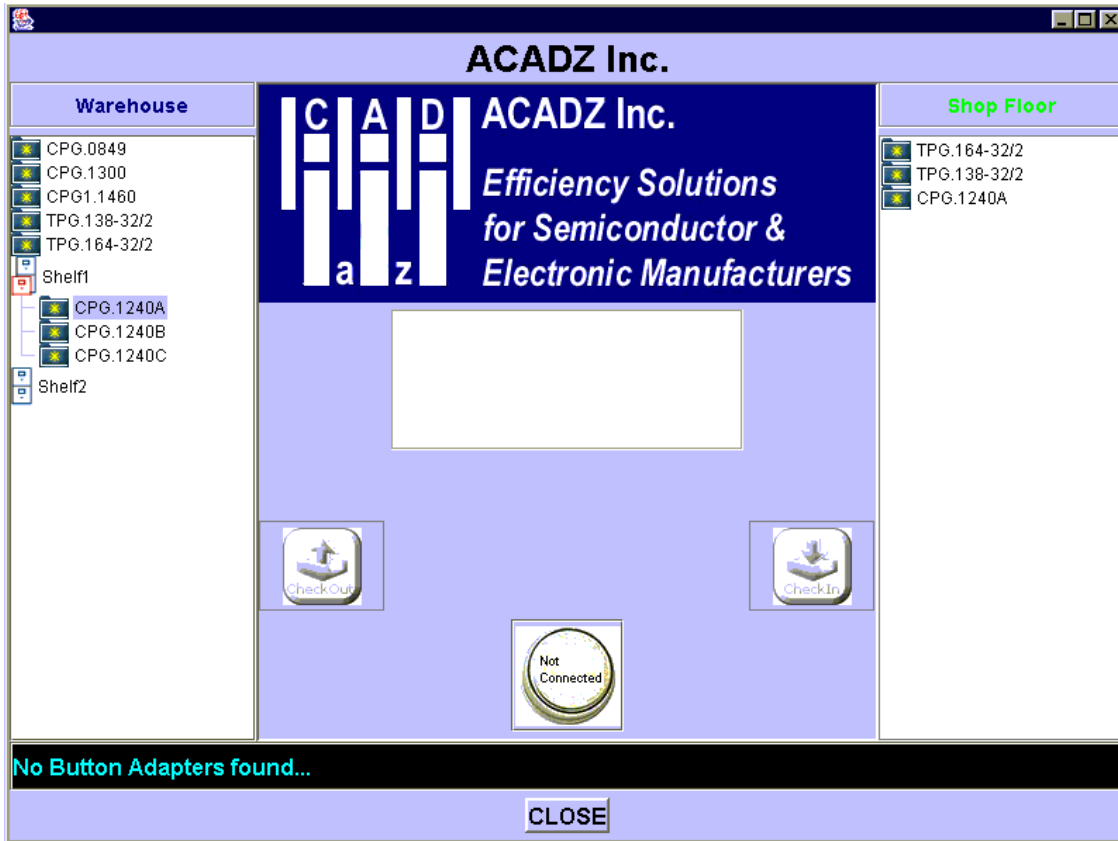 ACADZ Inc.
Warehouse
CPG.0849
CPG.1300
CPG1.1460
TPG.138-32/2
TPG.164-32/2
Shelf1
CPG.1240A
CPG.1240B
CPG.1240C
Shelf2
C A D
a z
ACADZ Inc.
Efficiency Solutions
for Semiconductor &
Electronic Manufacturers
CheckOut
CheckIn
Not
Connected
Shop Floor
TPG.164-32/2
TPG.138-32/2
CPG.1240A
No Button Adapters found...
CLOSE